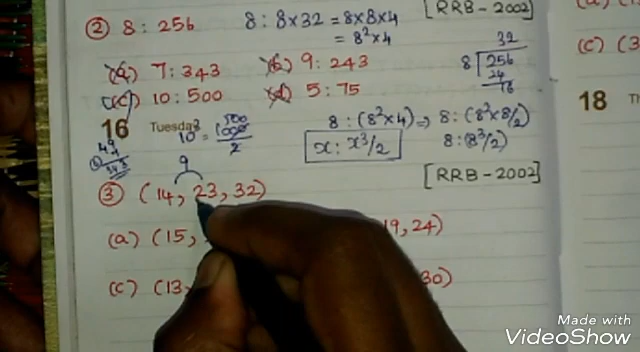 ② 8 : 256
8 : 8×32 = 8×8×4
= 8²×4
[RRB-2002]
32
8 256
24
16
(a) 7 : 343
(b) 9 : 243
(c) 10 : 500
(d) 5 : 75
16 Tuesday
8 : (8²×4) ⇒ 8 : (8²×8/2)
x : x³/2
8 : (8³/2)
[RRB-2002]
9
③ (14, 23, 32)
(a) (15,
19, 24)
(c) (13
30)
(c) (3
18
Made with
VideoShow